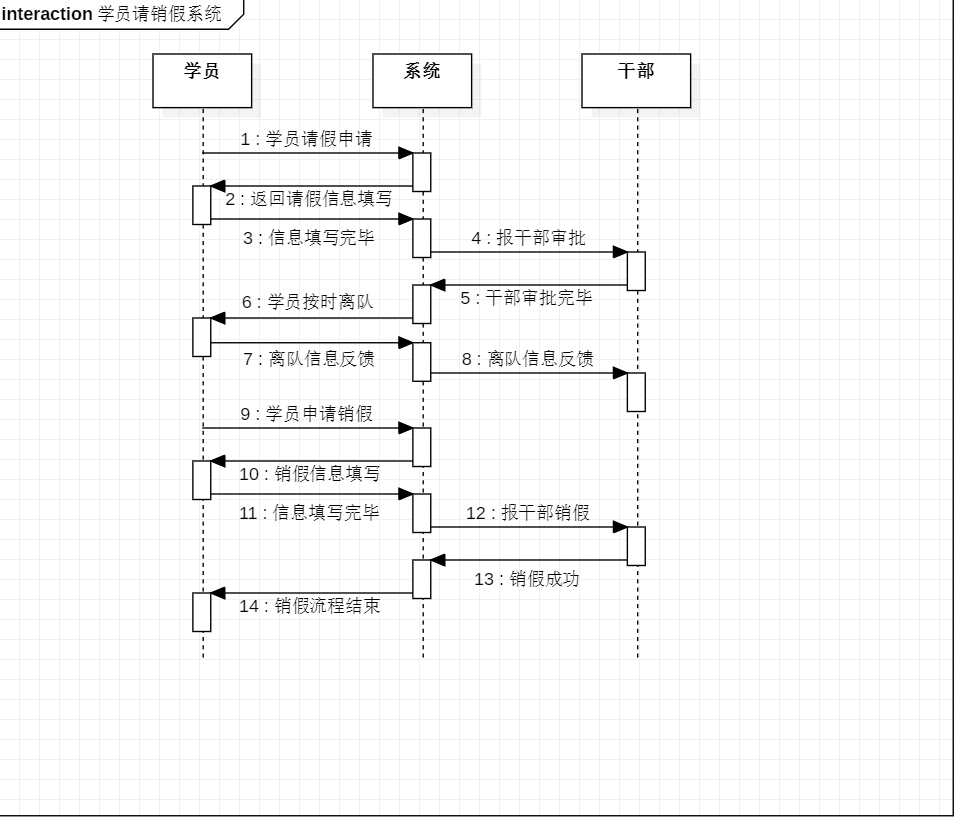 interaction 学员请销假系统
学员
系统
干部
1 : 学员请假申请
2 : 返回请假信息填写
3 : 信息填写完毕
4 : 报干部审批
5 : 干部审批完毕
6 : 学员按时离队
7 : 离队信息反馈
8 : 离队信息反馈
9 : 学员申请销假
10 : 销假信息填写
11 : 信息填写完毕
12 : 报干部销假
13 : 销假成功
14 : 销假流程结束